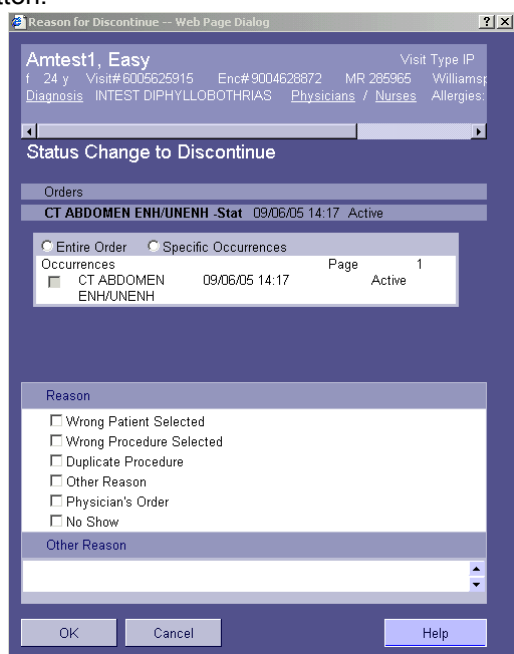 tton.
Reason for Discontinue -- Web Page Dialog
Amtest1, Easy Visit Type IP
f 24 y Visit# 6005625915 Enc# 9004628872 MR 285965 Williamsp
Diagnosis INTEST DIPHYLLOBOTHRIAS Physicians / Nurses Allergies:
Status Change to Discontinue
Orders
CT ABDOMEN ENH/UNENH -Stat 09/06/05 14:17 Active
Entire Order Specific Occurrences
Occurrences Page 1
CT ABDOMEN 09/06/05 14:17 Active
ENH/UNENH
Reason
Wrong Patient Selected
Wrong Procedure Selected
Duplicate Procedure
Other Reason
Physician's Order
No Show
Other Reason
OK Cancel Help